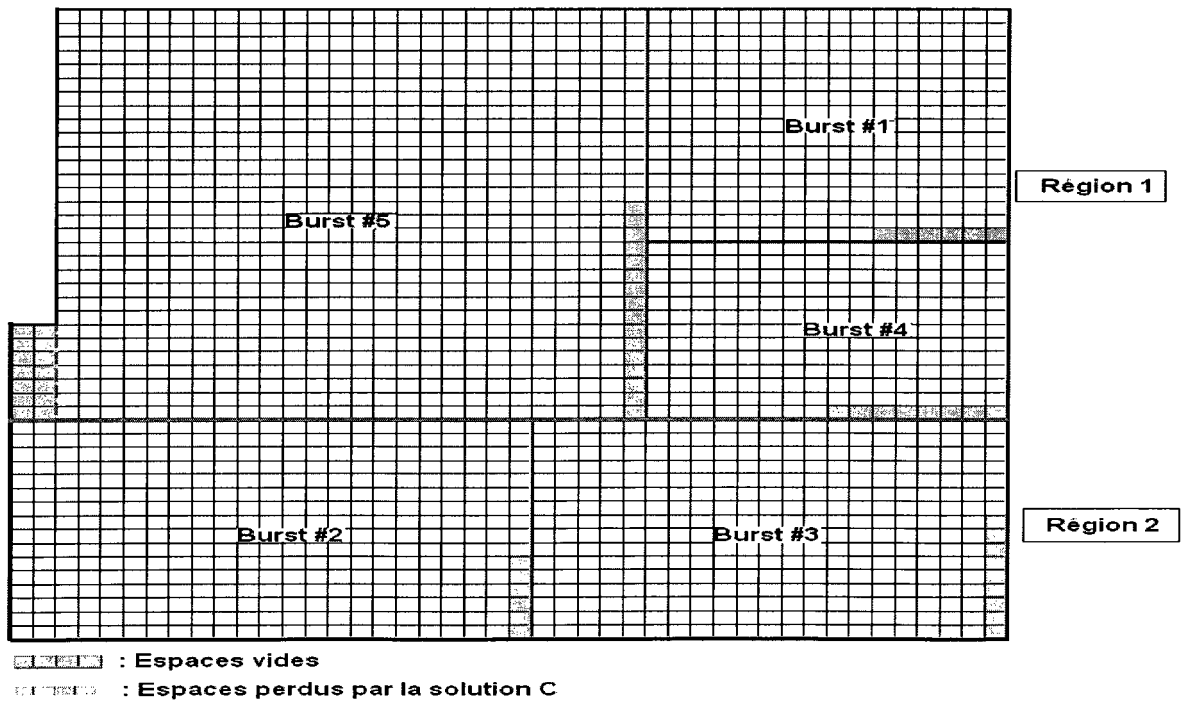 Burst #1
Région 1
Burst #5
Burst #4
Burst #2
Burst #3
Région 2
: Espaces vides
: Espaces perdus par la solution C